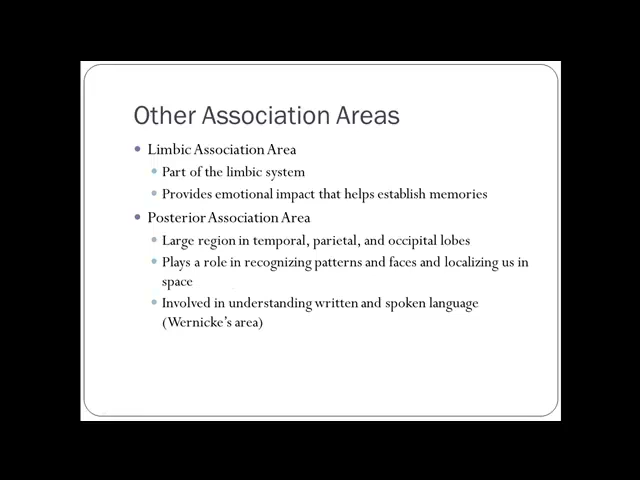 Other Association Areas
Limbic Association Area
Part of the limbic system
Provides emotional impact that helps establish memories
Posterior Association Area
Large region in temporal, parietal, and occipital lobes
Plays a role in recognizing patterns and faces and localizing us in
space
Involved in understanding written and spoken language
(Wernicke's area)